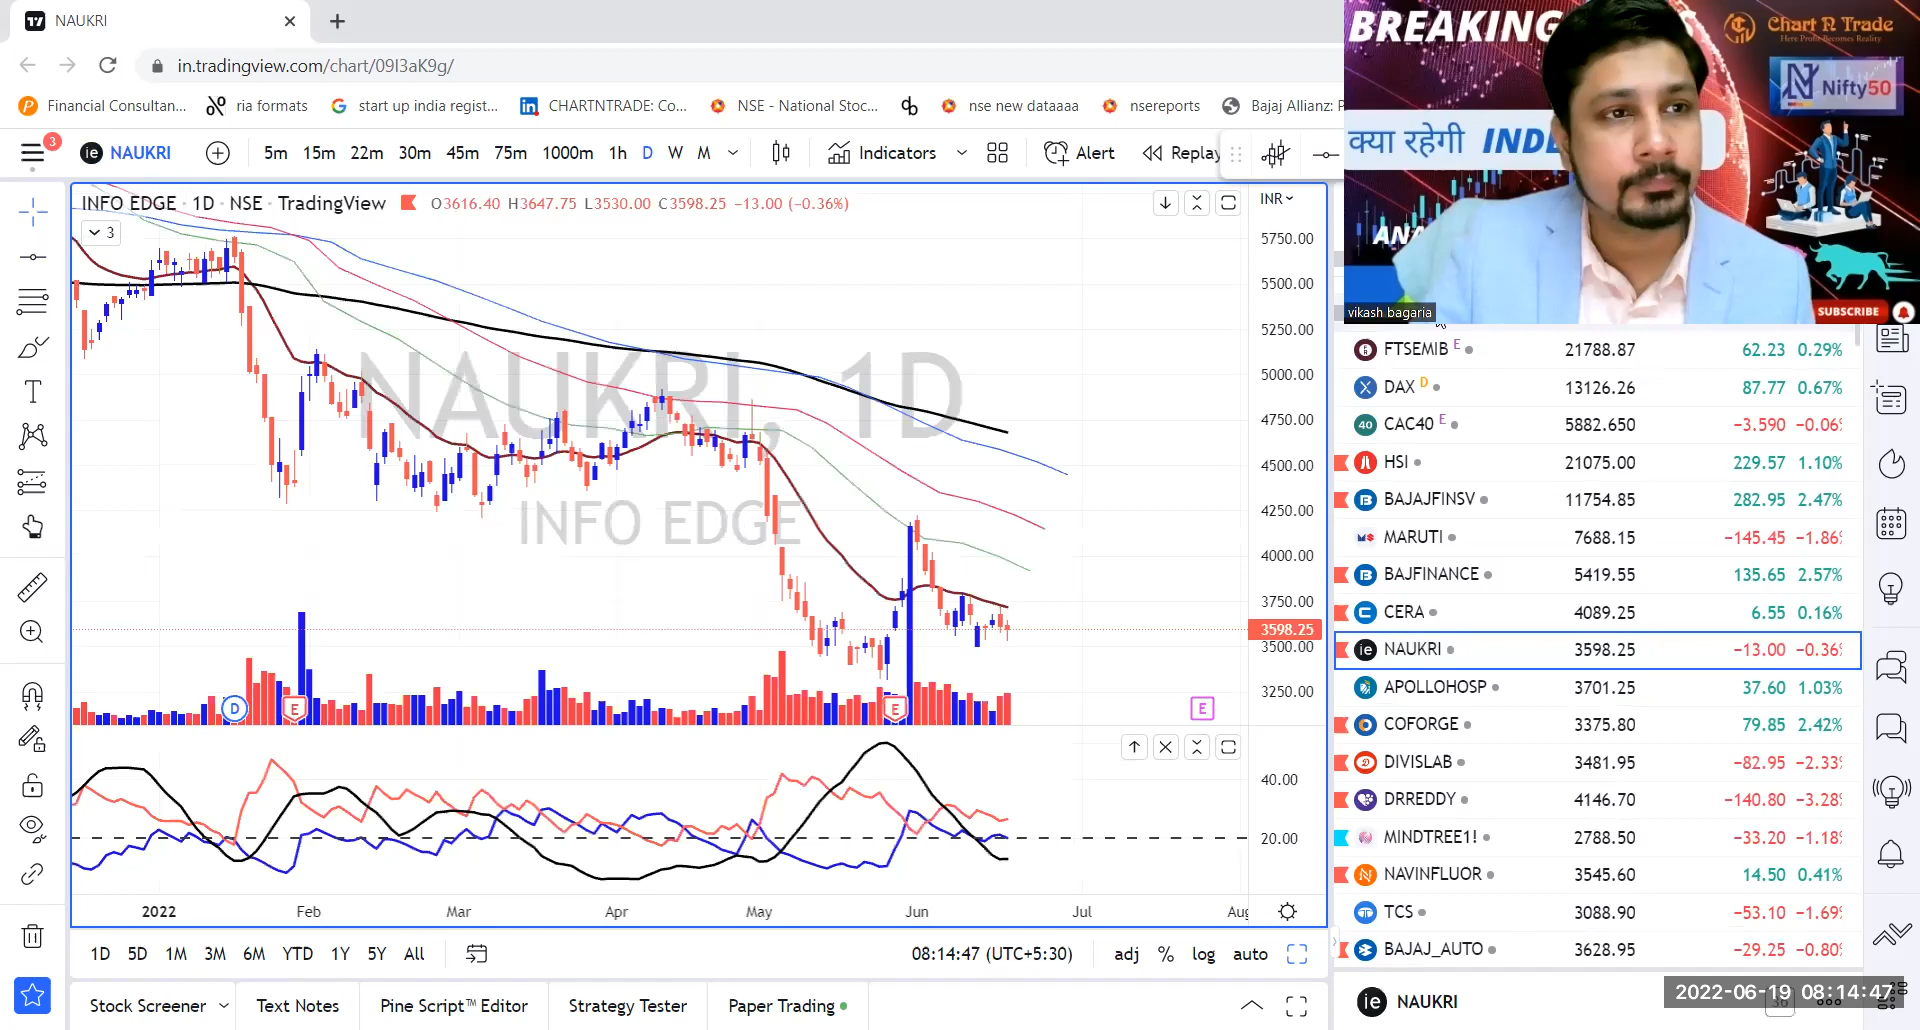 NAUKRI
in.tradingview.com/chart/09I3aK9g/
Financial Consultan... ria formats start up india regist... CHARTNTRADE: Co... NSE - National Stoc... nse new dataaaa nsereports Bajaj Allianz: P
3
NAUKRI 5m 15m 22m 30m 45m 75m 1000m 1h D W M Indicators Alert Replay
INFO EDGE · 1D · NSE · TradingView O3616.40 H3647.75 L3530.00 C3598.25 −13.00 (−0.36%)
3
INR
5750.00
5500.00
5250.00
5000.00
4750.00
4500.00
4250.00
4000.00
3750.00
3598.25
3500.00
3250.00
NAUKRI, 1D
INFO EDGE
D E E E
40.00
20.00
2022 Feb Mar Apr May Jun Jul Aug
1D 5D 1M 3M 6M YTD 1Y 5Y All 08:14:47 (UTC+5:30) adj % log auto
Stock Screener Text Notes Pine Script™ Editor Strategy Tester Paper Trading
BREAKING
Chart N Trade
Here Profit Becomes Reality
Nifty50
क्या रहेगी
vikash bagaria
SUBSCRIBE
FTSEMIB E 21788.87 62.23 0.29%
DAX D 13126.26 87.77 0.67%
CAC40 E 5882.650 −3.590 −0.06%
HSI 21075.00 229.57 1.10%
BAJAJFINSV 11754.85 282.95 2.47%
MARUTI 7688.15 −145.45 −1.86%
BAJFINANCE 5419.55 135.65 2.57%
CERA 4089.25 6.55 0.16%
NAUKRI 3598.25 −13.00 −0.36%
APOLLOHOSP 3701.25 37.60 1.03%
COFORGE 3375.80 79.85 2.42%
DIVISLAB 3481.95 −82.95 −2.33%
DRREDDY 4146.70 −140.80 −3.28%
MINDTREE1! 2788.50 −33.20 −1.18%
NAVINFLUOR 3545.60 14.50 0.41%
TCS 3088.90 −53.10 −1.69%
BAJAJ_AUTO 3628.95 −29.25 −0.80%
NAUKRI
2022-06-19 08:14:47